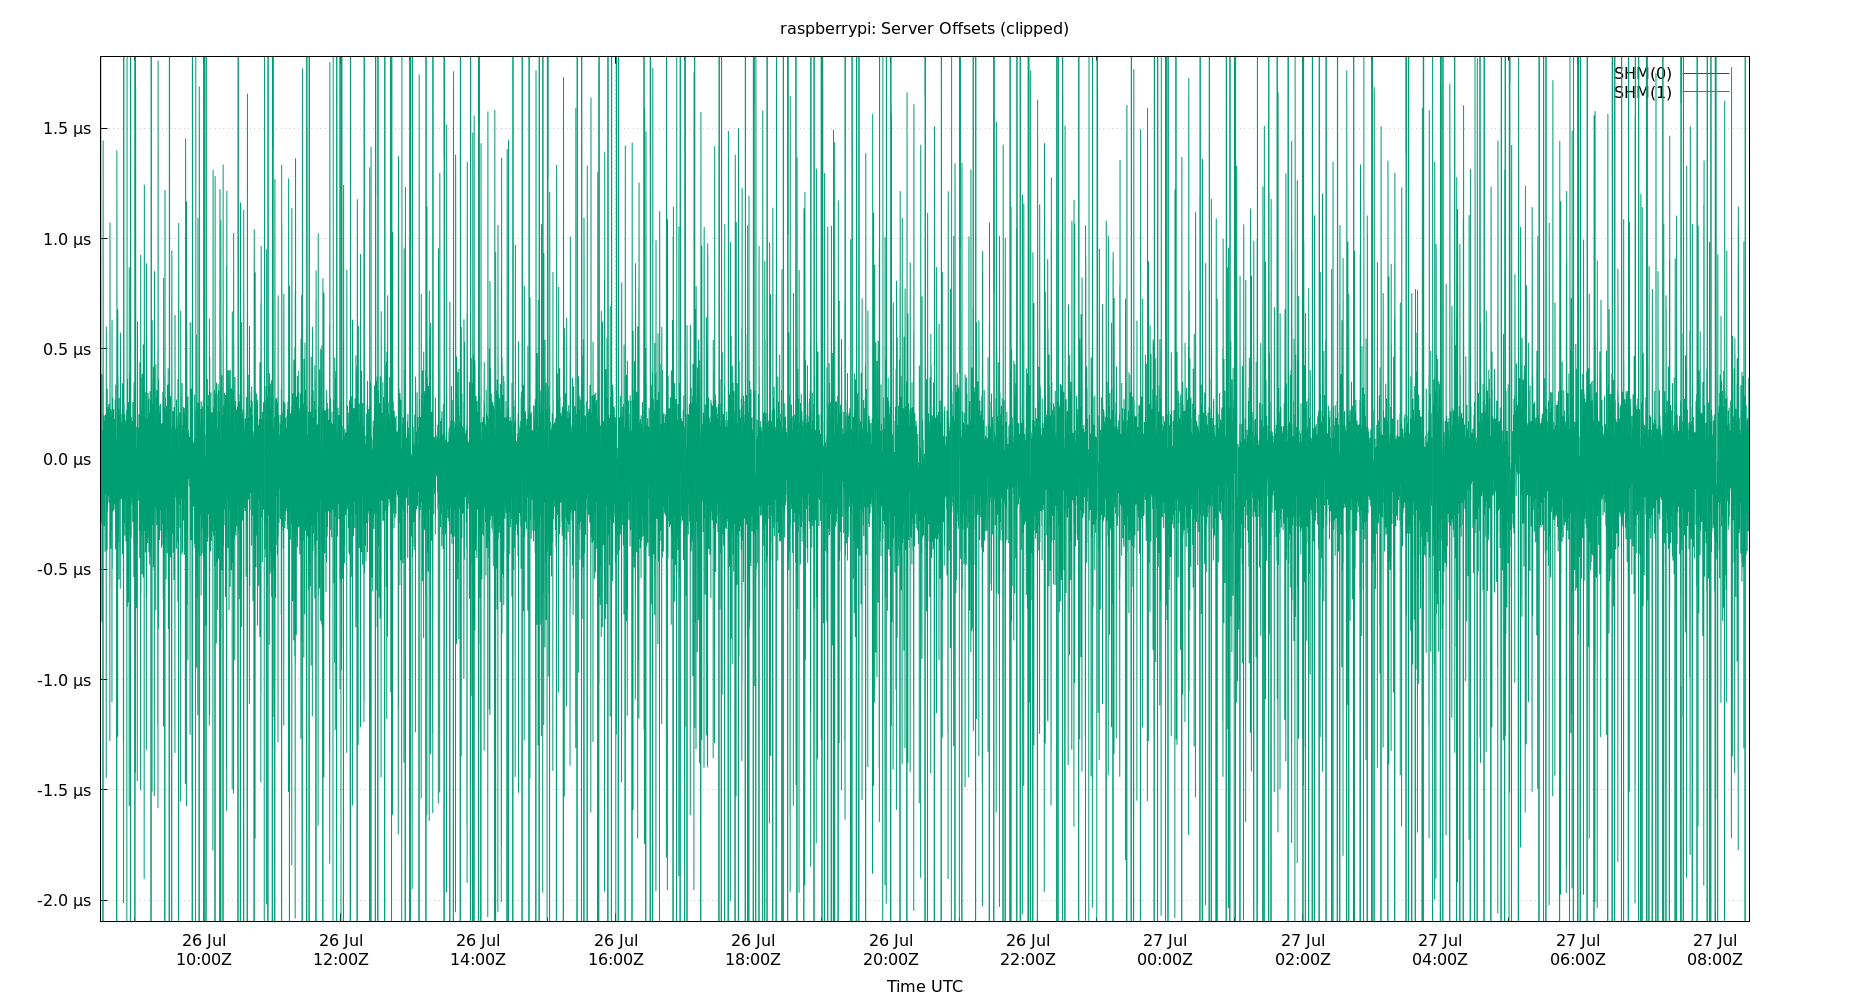 raspberrypi: Server Offsets (clipped)
SHM(0)
SHM(1)
1.5 µs
1.0 µs
0.5 µs
0.0 µs
-0.5 µs
-1.0 µs
-1.5 µs
-2.0 µs
26 Jul 26 Jul 26 Jul 26 Jul 26 Jul 26 Jul 26 Jul 27 Jul 27 Jul 27 Jul 27 Jul 27 Jul
10:00Z 12:00Z 14:00Z 16:00Z 18:00Z 20:00Z 22:00Z 00:00Z 02:00Z 04:00Z 06:00Z 08:00Z
Time UTC